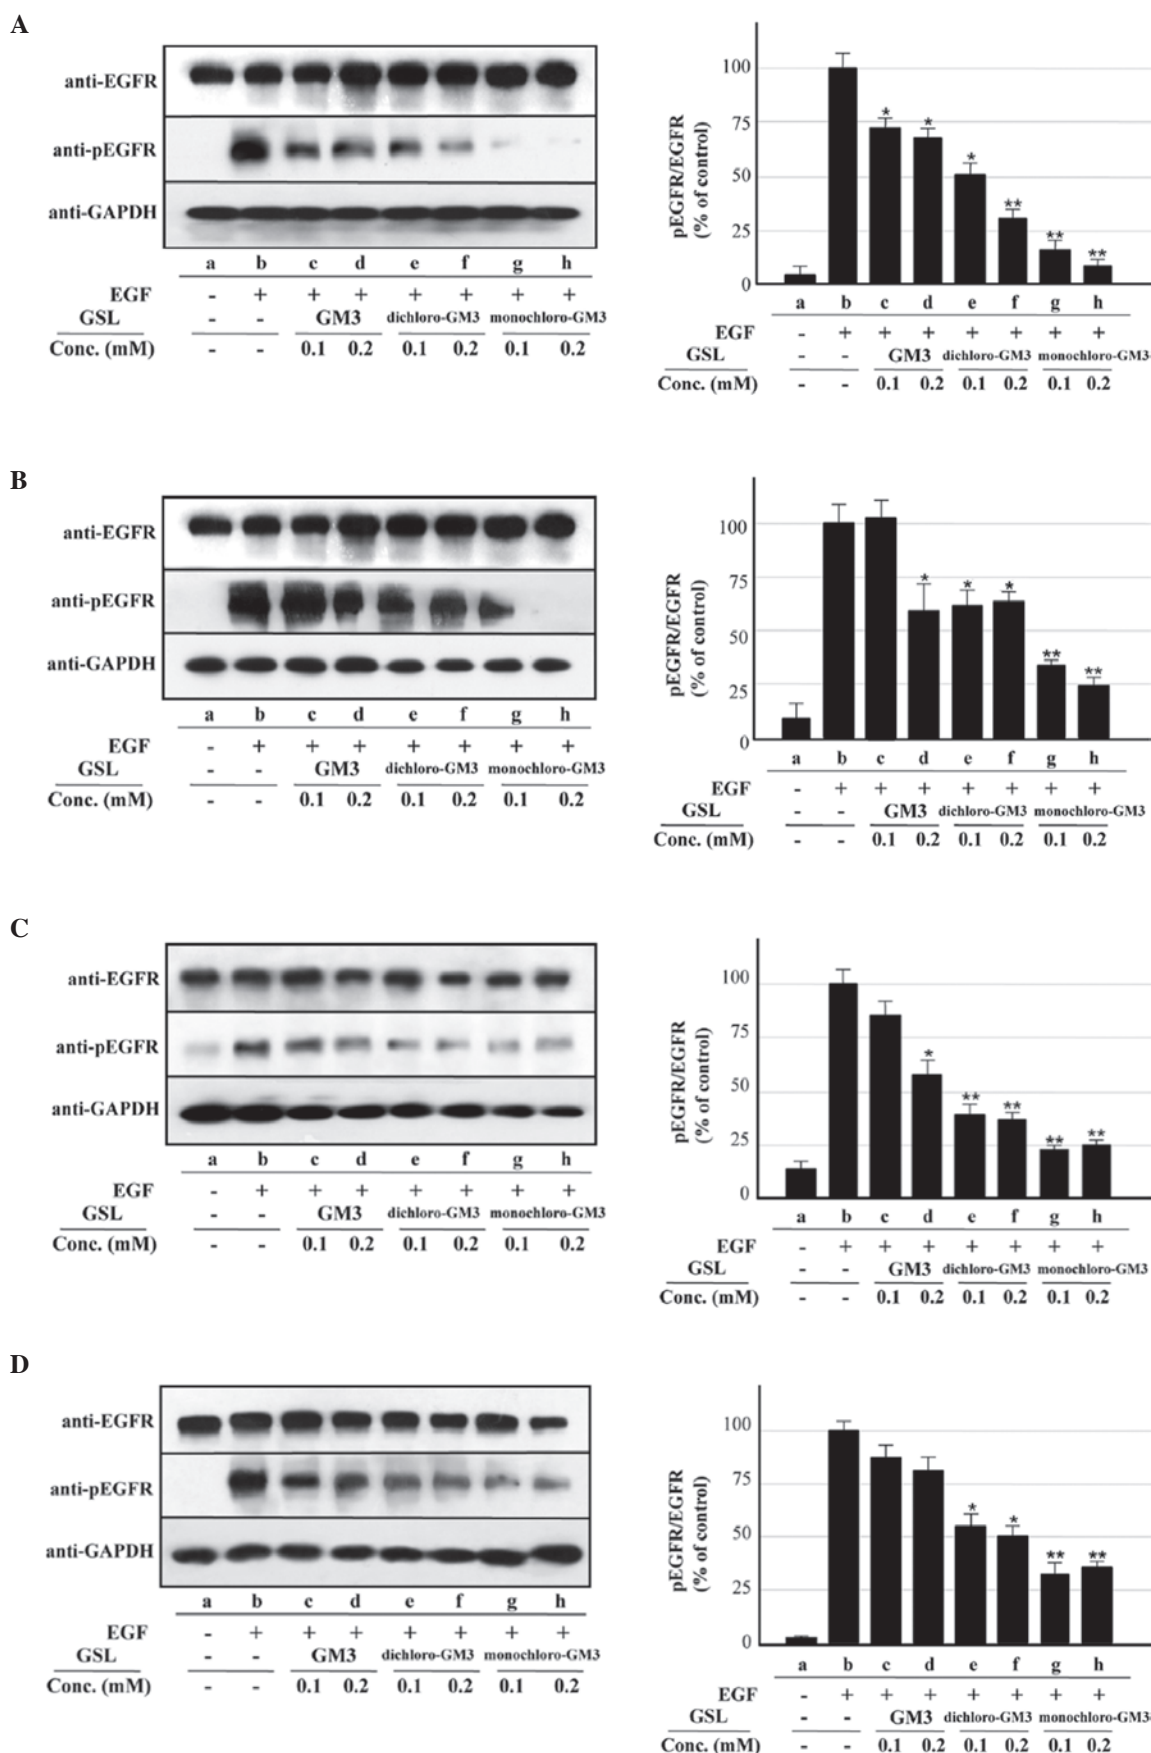 A
anti-EGFR
anti-pEGFR
anti-GAPDH
a b c d e f g h
EGF - + + + + + + +
GSL - - GM3 dichloro-GM3 monochloro-GM3
Conc. (mM) - - 0.1 0.2 0.1 0.2 0.1 0.2
pEGFR/EGFR
(% of control)
100
75
50
25
0
* * * ** ** **
a b c d e f g h
EGF - + + + + + + +
GSL - - GM3 dichloro-GM3 monochloro-GM3
Conc. (mM) - - 0.1 0.2 0.1 0.2 0.1 0.2
B
anti-EGFR
anti-pEGFR
anti-GAPDH
a b c d e f g h
EGF - + + + + + + +
GSL - - GM3 dichloro-GM3 monochloro-GM3
Conc. (mM) - - 0.1 0.2 0.1 0.2 0.1 0.2
pEGFR/EGFR
(% of control)
100
75
50
25
0
* * * ** **
a b c d e f g h
EGF - + + + + + + +
GSL - - GM3 dichloro-GM3 monochloro-GM3
Conc. (mM) - - 0.1 0.2 0.1 0.2 0.1 0.2
C
anti-EGFR
anti-pEGFR
anti-GAPDH
a b c d e f g h
EGF - + + + + + + +
GSL - - GM3 dichloro-GM3 monochloro-GM3
Conc. (mM) - - 0.1 0.2 0.1 0.2 0.1 0.2
pEGFR/EGFR
(% of control)
100
75
50
25
0
* ** ** ** **
a b c d e f g h
EGF - + + + + + + +
GSL - - GM3 dichloro-GM3 monochloro-GM3
Conc. (mM) - - 0.1 0.2 0.1 0.2 0.1 0.2
D
anti-EGFR
anti-pEGFR
anti-GAPDH
a b c d e f g h
EGF - + + + + + + +
GSL - - GM3 dichloro-GM3 monochloro-GM3
Conc. (mM) - - 0.1 0.2 0.1 0.2 0.1 0.2
pEGFR/EGFR
(% of control)
100
75
50
25
0
* * ** **
a b c d e f g h
EGF - + + + + + + +
GSL - - GM3 dichloro-GM3 monochloro-GM3
Conc. (mM) - - 0.1 0.2 0.1 0.2 0.1 0.2